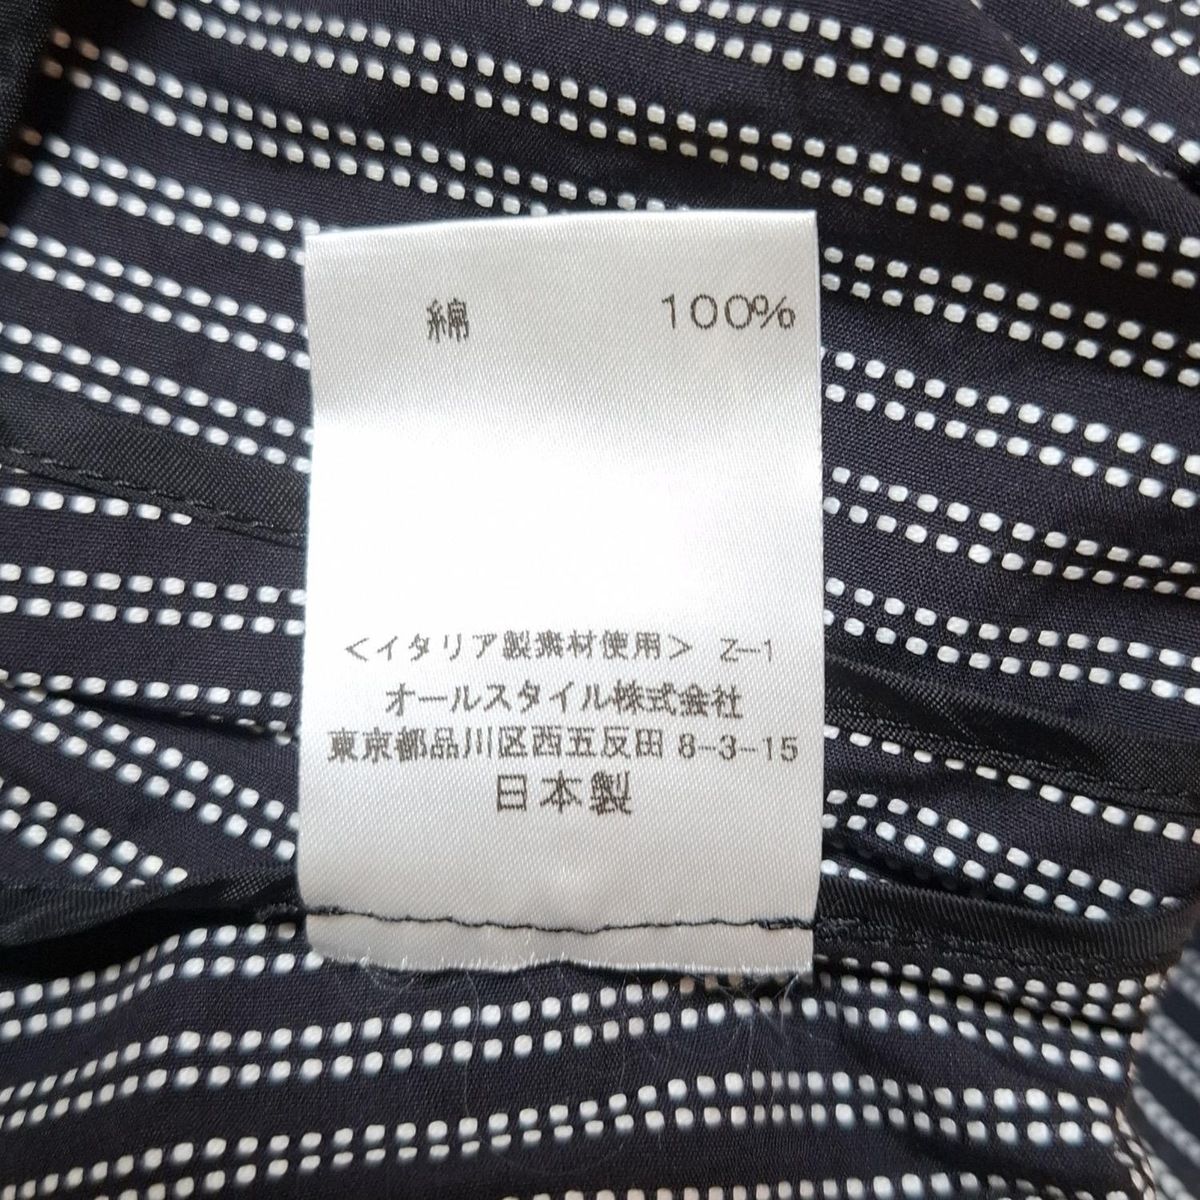 綿 100%
＜イタリア製素材使用＞ Z-1
オールスタイル株式会社
東京都品川区西五反田 8-3-15
日本製